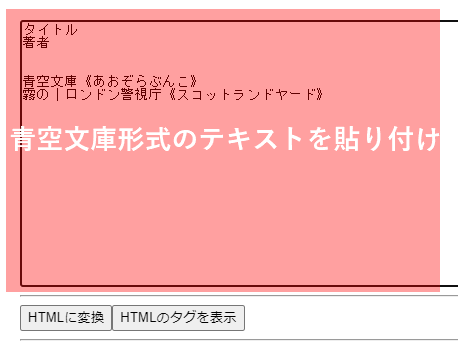 タイトル
著者
青空文庫《あおぞらぶんこ》
霧の｜ロンドン警視庁《スコットランドヤード》
青空文庫形式のテキストを貼り付け
HTMLに変換 HTMLのタグを表示